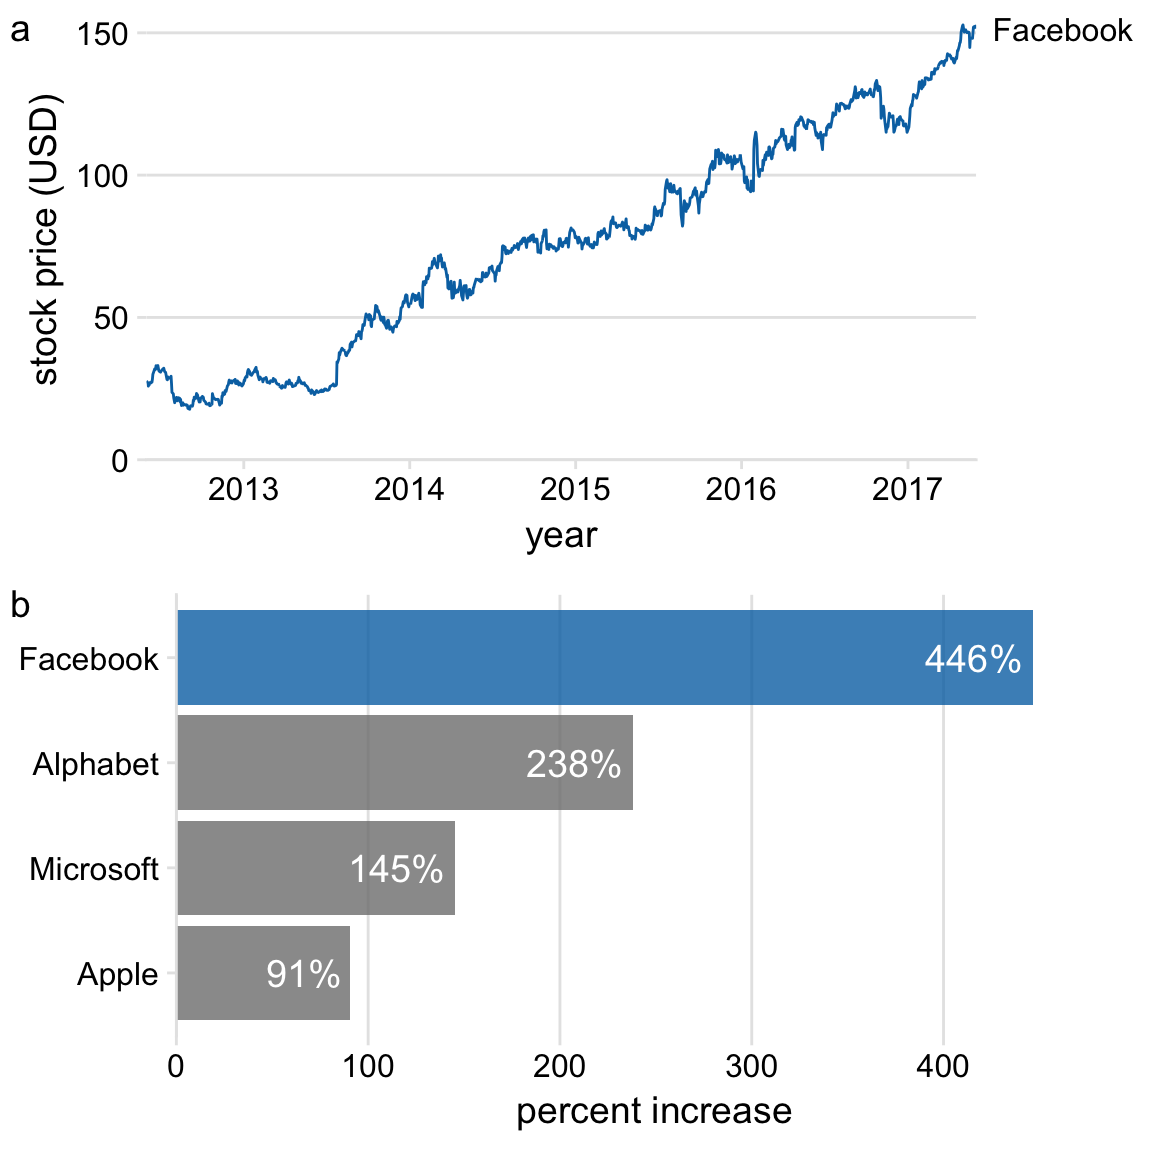 a
150
100
50
0
stock price (USD)
Facebook
2013 2014 2015 2016 2017
year
b
Facebook 446%
Alphabet 238%
Microsoft 145%
Apple 91%
0 100 200 300 400
percent increase